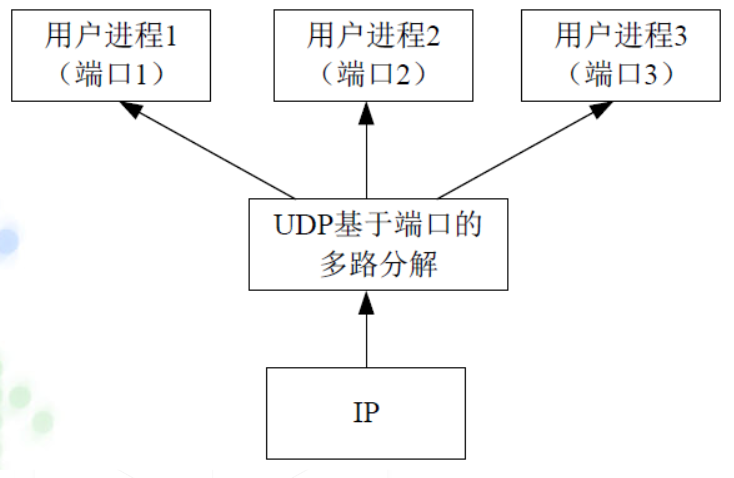 用户进程1
（端口1）
用户进程2
（端口2）
用户进程3
（端口3）
UDP基于端口的
多路分解
IP